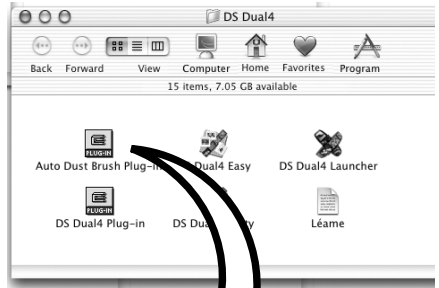 DS Dual4
Back Forward View Computer Home Favorites Program
15 items, 7.05 GB available
PLUG-IN
Auto Dust Brush Plug-in Dual4 Easy DS Dual4 Launcher
PLUG-IN
DS Dual4 Plug-in DS Léame